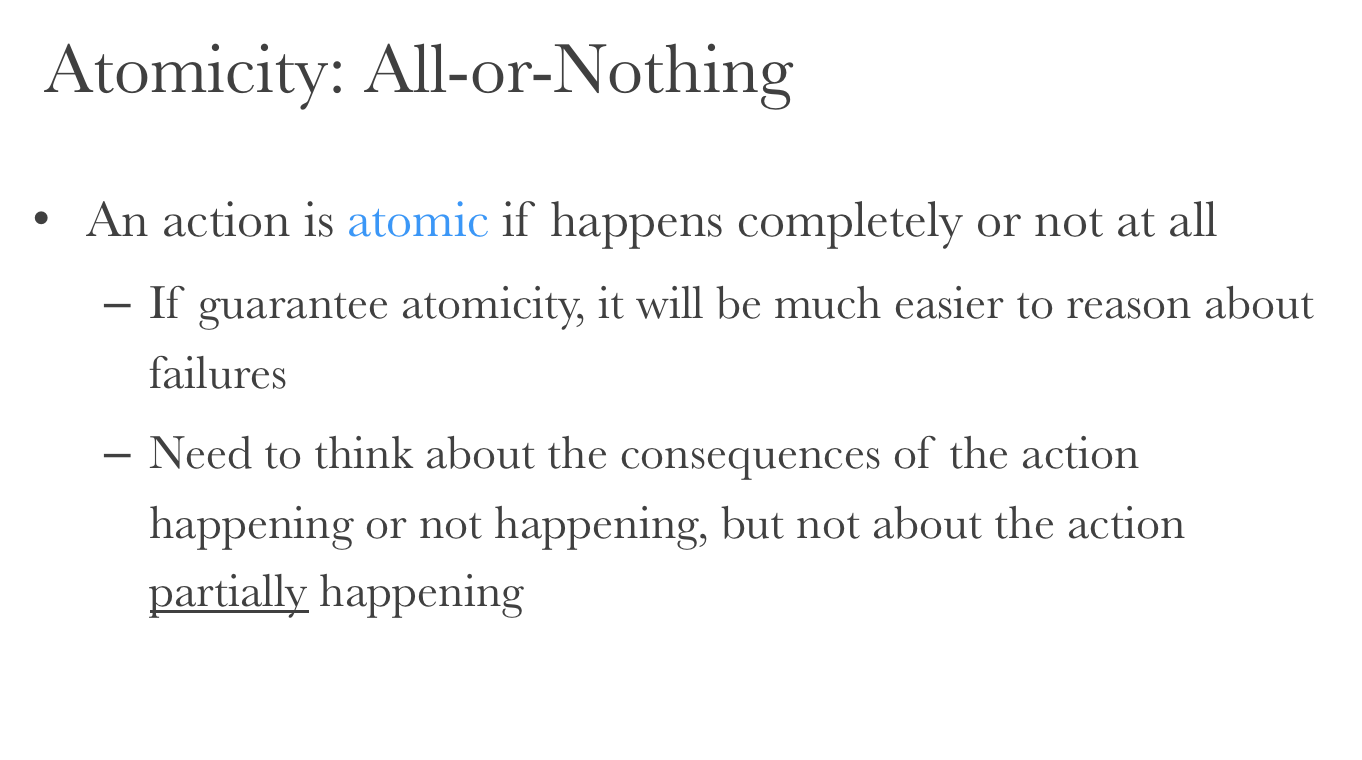 Atomicity: All-or-Nothing
• An action is atomic if happens completely or not at all
– If guarantee atomicity, it will be much easier to reason about
failures
– Need to think about the consequences of the action
happening or not happening, but not about the action
partially happening